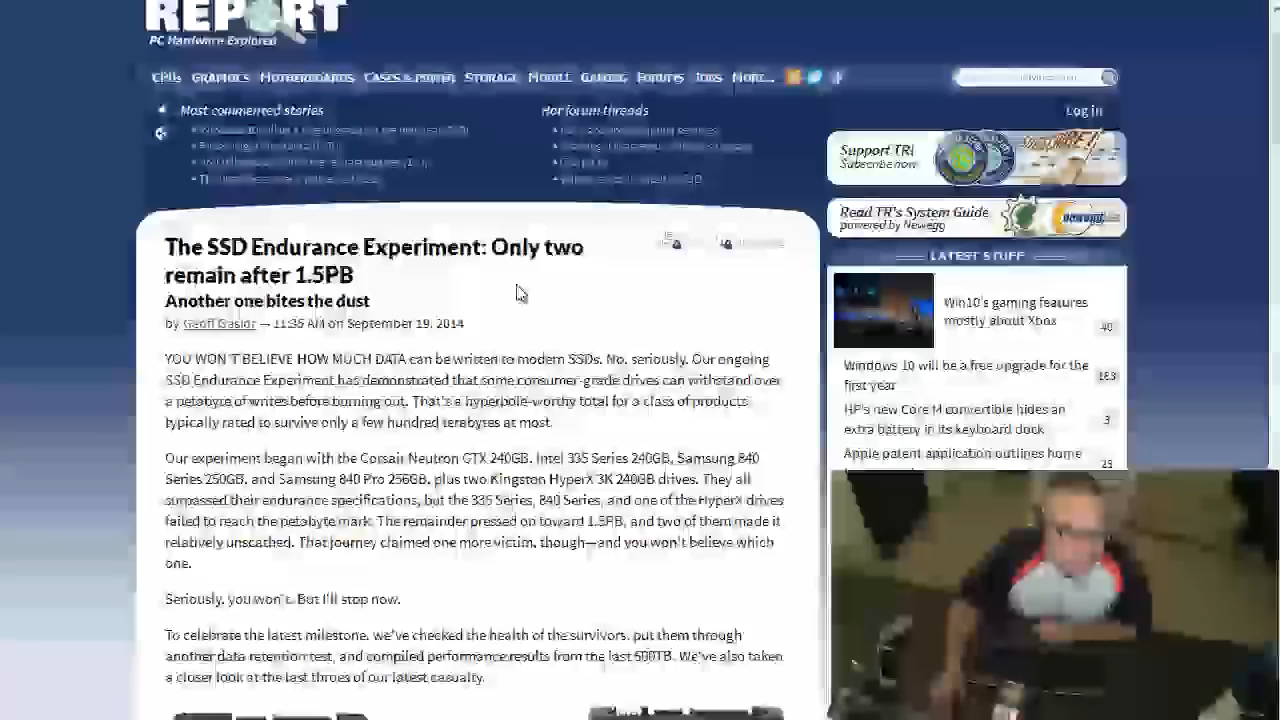 REPORT
PC Hardware Explored
CPUs GRAPHICS MOTHERBOARDS CASES & POWER STORAGE MOBILE GAMING FORUMS JOBS MORE...
Most commented stories
Hot forum threads
Log in
Support TR!
Subscribe now
Read TR's System Guide
powered by Newegg
newegg
LATEST STUFF
The SSD Endurance Experiment: Only two
remain after 1.5PB
Another one bites the dust
by Geoff Gasior — 11:35 AM on September 19, 2014
YOU WON'T BELIEVE HOW MUCH DATA can be written to modern SSDs. No, seriously. Our ongoing
SSD Endurance Experiment has demonstrated that some consumer-grade drives can withstand over
a petabyte of writes before burning out. That's a hyperbole-worthy total for a class of products
typically rated to survive only a few hundred terabytes at most.
Our experiment began with the Corsair Neutron GTX 240GB, Intel 335 Series 240GB, Samsung 840
Series 250GB, and Samsung 840 Pro 256GB, plus two Kingston HyperX 3K 240GB drives. They all
surpassed their endurance specifications, but the 335 Series, 840 Series, and one of the HyperX drives
failed to reach the petabyte mark. The remainder pressed on toward 1.5PB, and two of them made it
relatively unscathed. That journey claimed one more victim, though—and you won't believe which
one.
Seriously, you won't. But I'll stop now.
To celebrate the latest milestone, we've checked the health of the survivors, put them through
another data retention test, and compiled performance results from the last 500TB. We've also taken
a closer look at the last throes of our latest casualty.
Win10's gaming features
mostly about Xbox
40
Windows 10 will be a free upgrade for the
first year
163
HP's new Core M convertible hides an
extra battery in its keyboard dock
3
Apple patent application outlines home
23